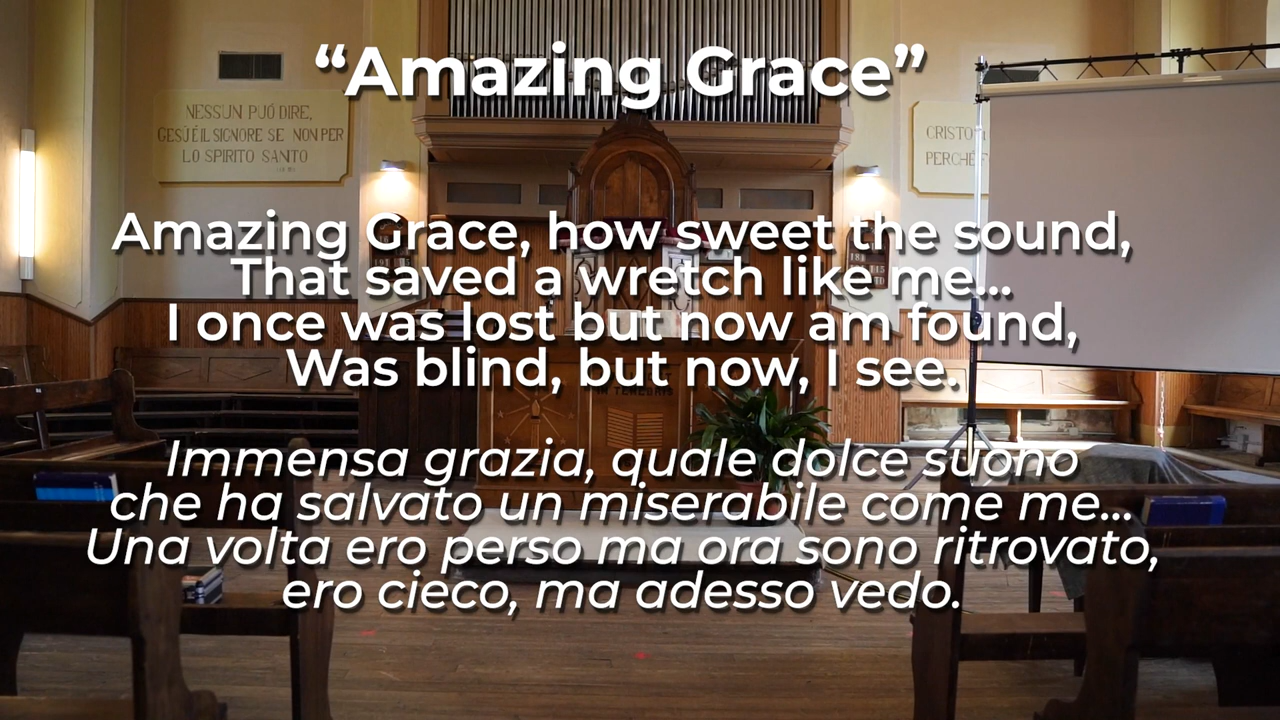 “Amazing Grace”
NESSUN PUÓ DIRE,
GESÙ É IL SIGNORE SE NON PER
LO SPIRITO SANTO
CRISTO
PERCHÉ
Amazing Grace, how sweet the sound,
That saved a wretch like me...
I once was lost but now am found,
Was blind, but now, I see.
Immensa grazia, quale dolce suono
che ha salvato un miserabile come me...
Una volta ero perso ma ora sono ritrovato,
ero cieco, ma adesso vedo.